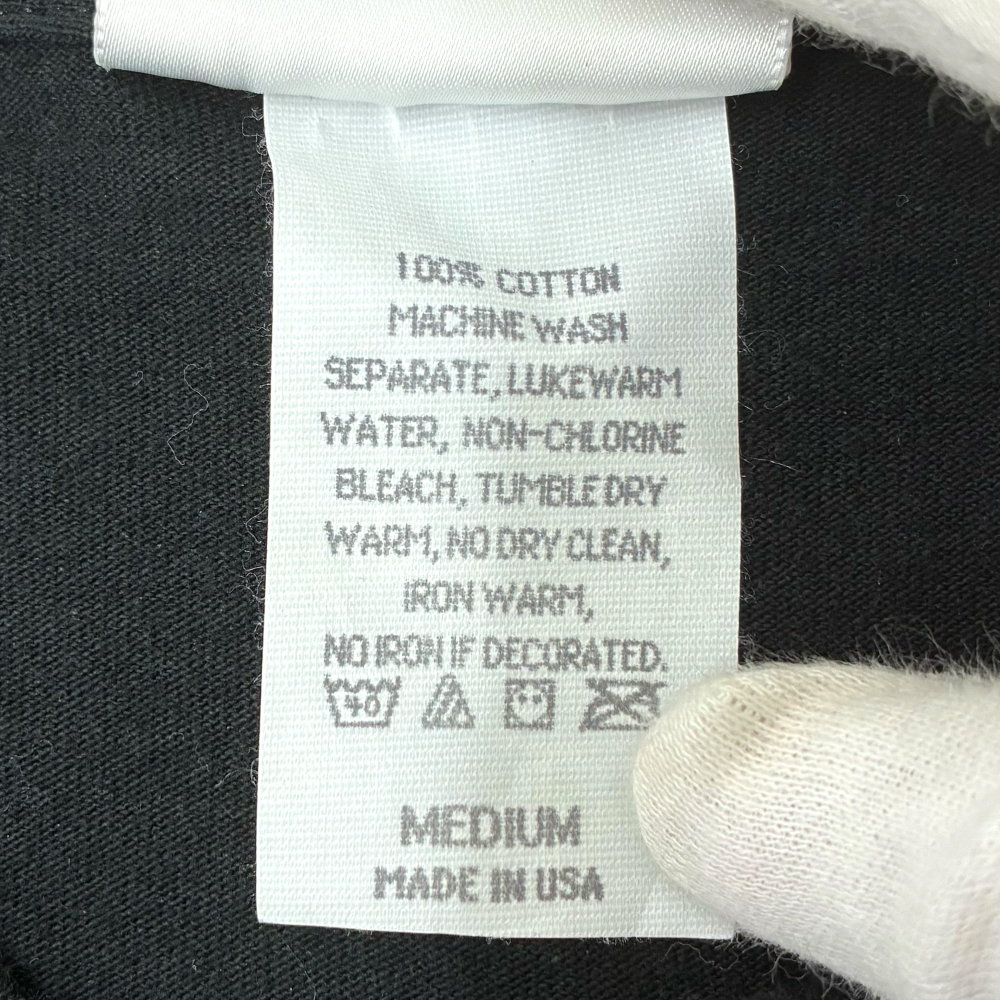 100% COTTON
MACHINE WASH
SEPARATE, LUKEWARM
WATER, NON-CHLORINE
BLEACH, TUMBLE DRY
WARM, NO DRY CLEAN,
IRON WARM,
NO IRON IF DECORATED.
40
MEDIUM
MADE IN USA